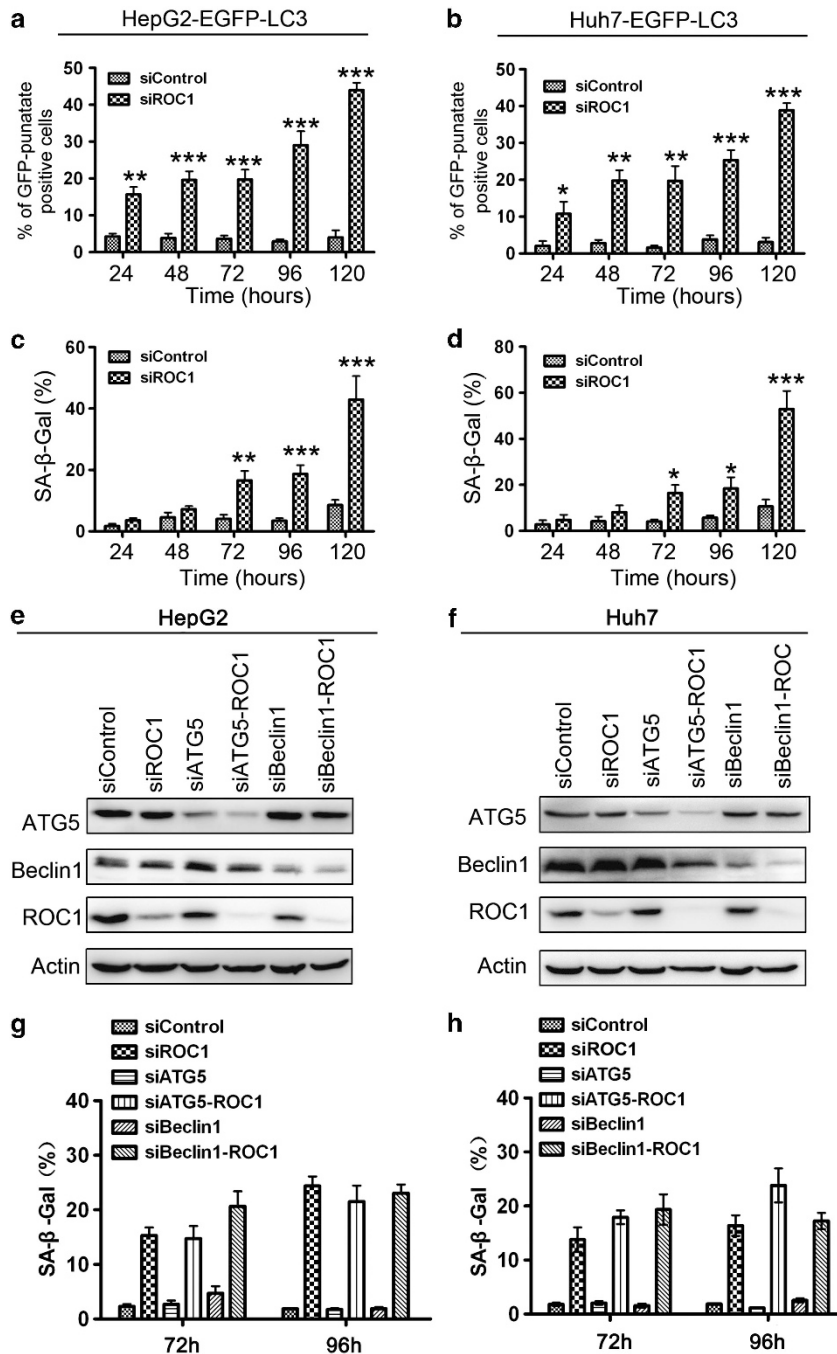 a
HepG2-EGFP-LC3
siControl
siROC1
% of GFP-punatate
positive cells
50
40
30
20
10
0
** *** *** *** ***
24 48 72 96 120
Time (hours)
b
Huh7-EGFP-LC3
siControl
siROC1
% of GFP-punatate
positive cells
50
40
30
20
10
0
* ** ** *** ***
24 48 72 96 120
Time (hours)
c
siControl
siROC1
SA-β-Gal (%)
60
40
20
0
** *** ***
24 48 72 96 120
Time (hours)
d
siControl
siROC1
SA-β-Gal (%)
80
60
40
20
0
* * ***
24 48 72 96 120
Time (hours)
e
HepG2
siControl
siROC1
siATG5
siATG5-ROC1
siBeclin1
siBeclin1-ROC1
ATG5
Beclin1
ROC1
Actin
f
Huh7
siControl
siROC1
siATG5
siATG5-ROC1
siBeclin1
siBeclin1-ROC
ATG5
Beclin1
ROC1
Actin
g
siControl
siROC1
siATG5
siATG5-ROC1
siBeclin1
siBeclin1-ROC1
SA-β -Gal (%)
40
30
20
10
0
72h 96h
h
siControl
siROC1
siATG5
siATG5-ROC1
siBeclin1
siBeclin1-ROC1
SA-β -Gal (%)
40
30
20
10
0
72h 96h